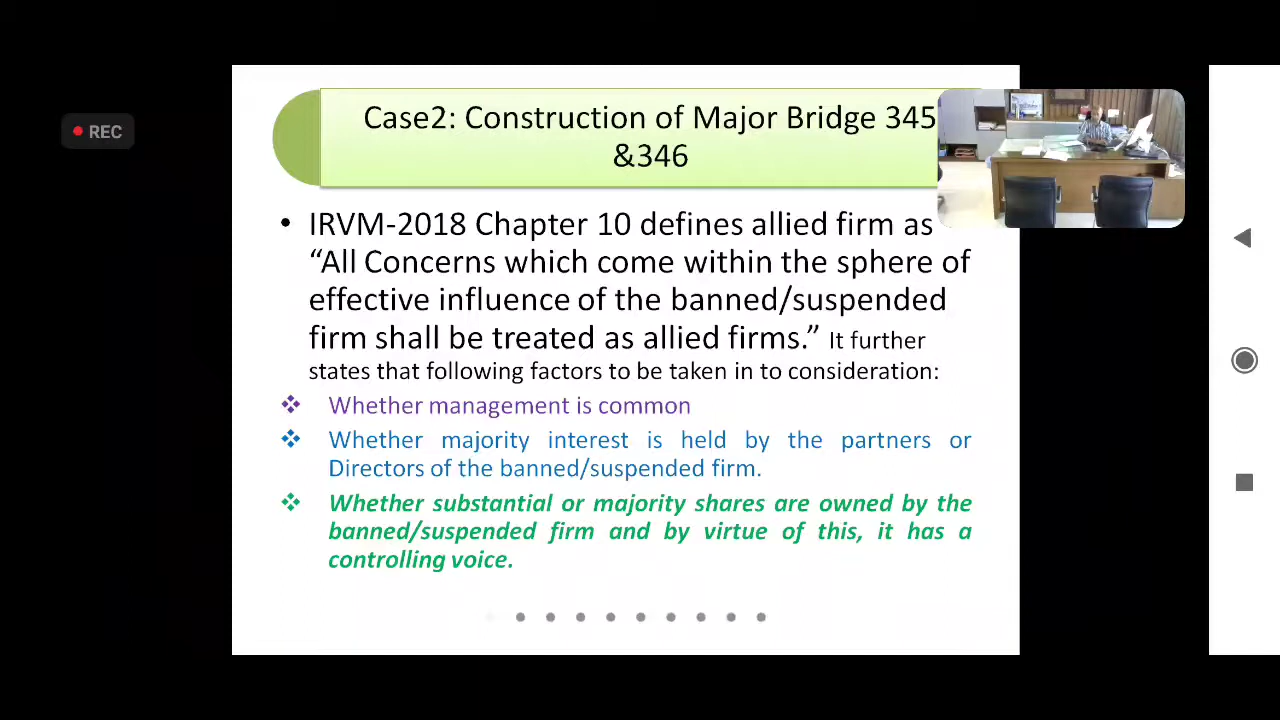 REC
Case2: Construction of Major Bridge 345
&346
• IRVM-2018 Chapter 10 defines allied firm as
“All Concerns which come within the sphere of
effective influence of the banned/suspended
firm shall be treated as allied firms.” It further
states that following factors to be taken in to consideration:
❖ Whether management is common
❖ Whether majority interest is held by the partners or
Directors of the banned/suspended firm.
❖ Whether substantial or majority shares are owned by the
banned/suspended firm and by virtue of this, it has a
controlling voice.